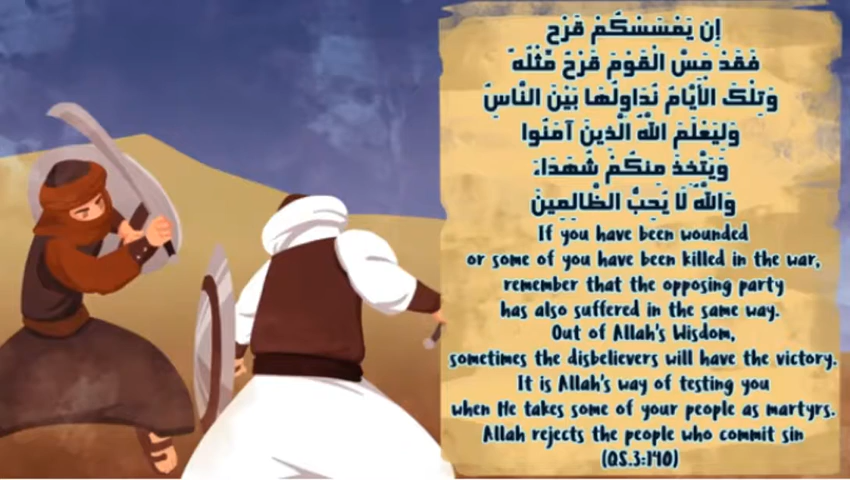 اِن يَمْسَسْكُمْ قَرْحٌ
فَقَدْ مَسَّ الْقَوْمَ قَرْحٌ مِّثْلُهُ
وَتِلْكَ الْأَيَّامُ نُدَاوِلُهَا بَيْنَ النَّاسِ
وَلِيَعْلَمَ اللّٰهُ الَّذِينَ آمَنُوا
وَيَتَّخِذَ مِنكُمْ شُهَدَاءَ
وَاللّٰهُ لَا يُحِبُّ الظَّالِمِينَ
If you have been wounded
or some of you have been killed in the war,
remember that the opposing party
has also suffered in the same way.
Out of Allah's Wisdom,
sometimes the disbelievers will have the victory.
It is Allah's way of testing you
when He takes some of your people as martyrs.
Allah rejects the people who commit sin
(QS.3:140)